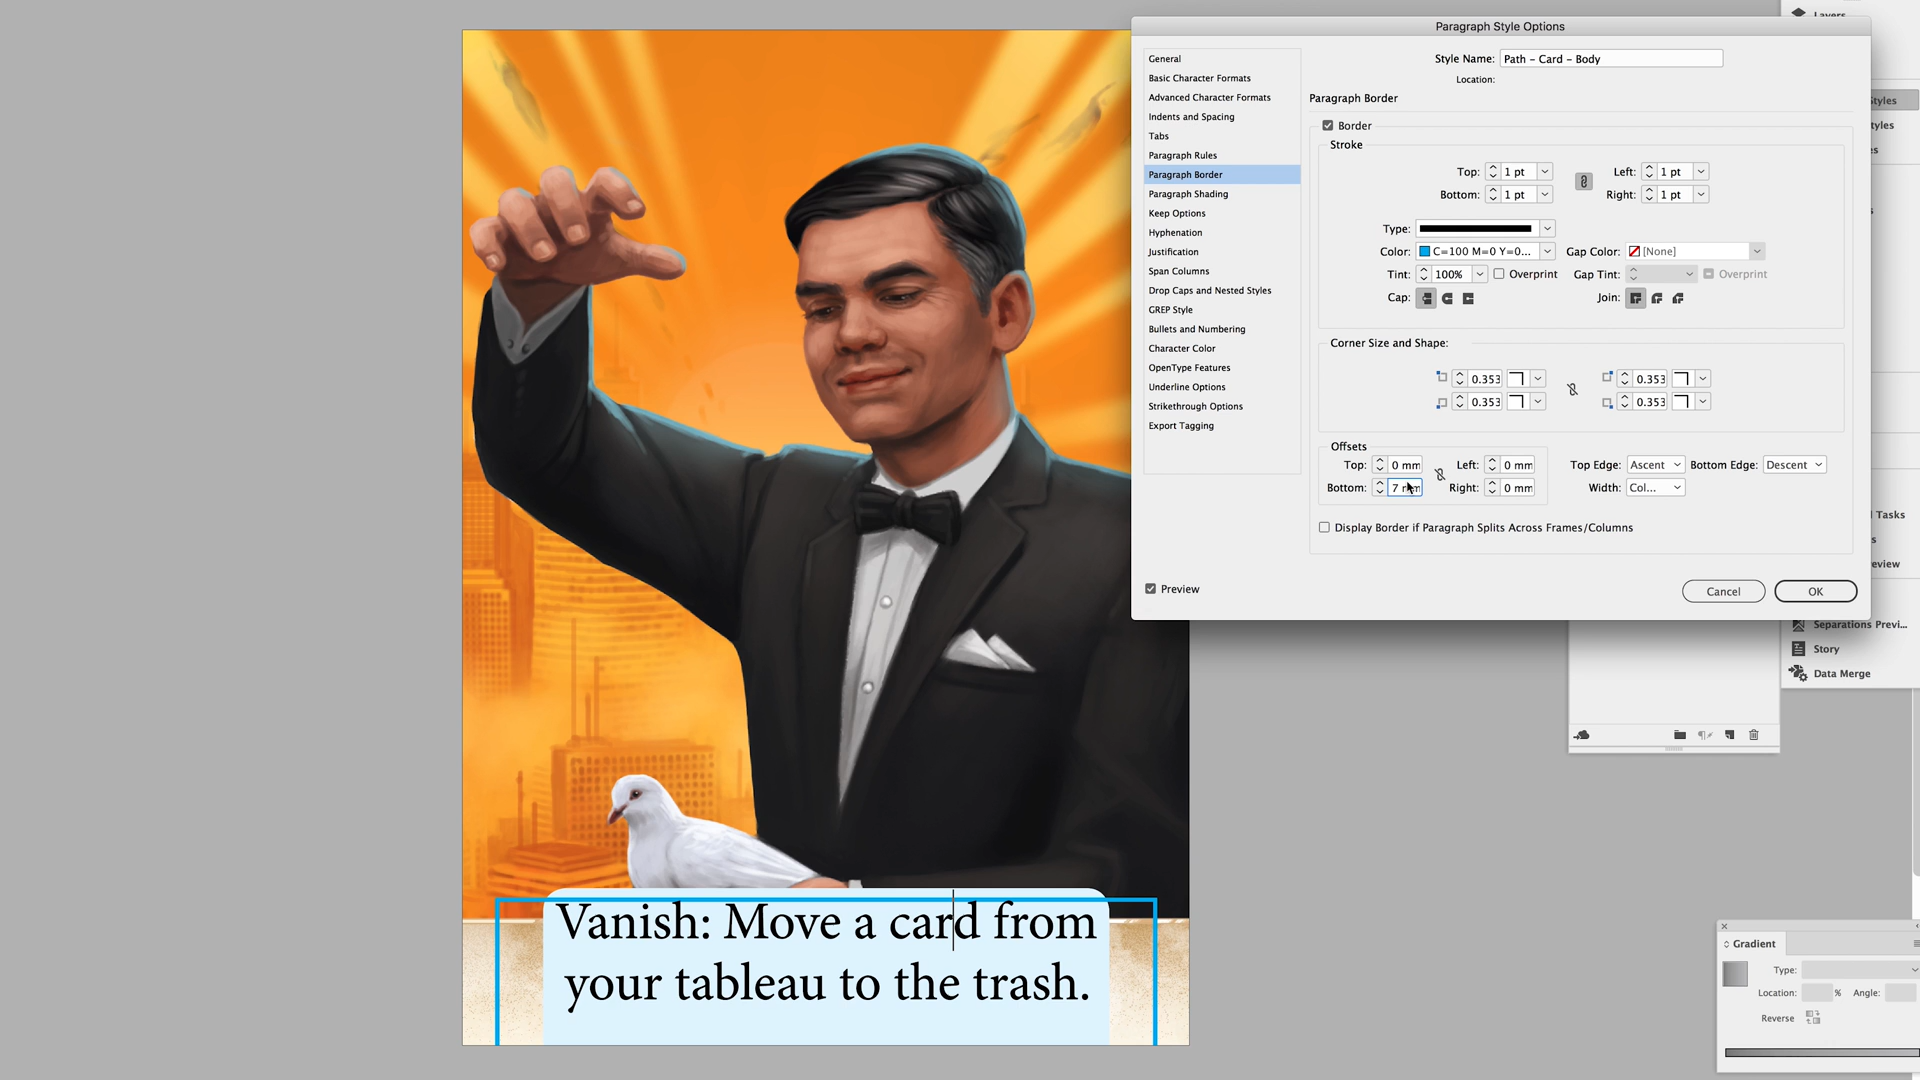 Paragraph Style Options
General
Basic Character Formats
Advanced Character Formats
Indents and Spacing
Tabs
Paragraph Rules
Paragraph Border
Paragraph Shading
Keep Options
Hyphenation
Justification
Span Columns
Drop Caps and Nested Styles
GREP Style
Bullets and Numbering
Character Color
OpenType Features
Underline Options
Strikethrough Options
Export Tagging
Style Name: Path – Card – Body
Location:
Paragraph Border
Border
Stroke
Top: 1 pt Left: 1 pt
Bottom: 1 pt Right: 1 pt
Type:
Color: C=100 M=0 Y=0... Gap Color: [None]
Tint: 100% Overprint Gap Tint: Overprint
Cap: Join:
Corner Size and Shape:
0.353 0.353
0.353 0.353
Offsets
Top: 0 mm Left: 0 mm Top Edge: Ascent Bottom Edge: Descent
Bottom: 7 mm Right: 0 mm Width: Col...
Display Border if Paragraph Splits Across Frames/Columns
Preview
Cancel OK
Layers
Styles
Tasks
Separations Previ...
Story
Data Merge
Gradient
Type:
Location: % Angle:
Reverse
Vanish: Move a card from
your tableau to the trash.